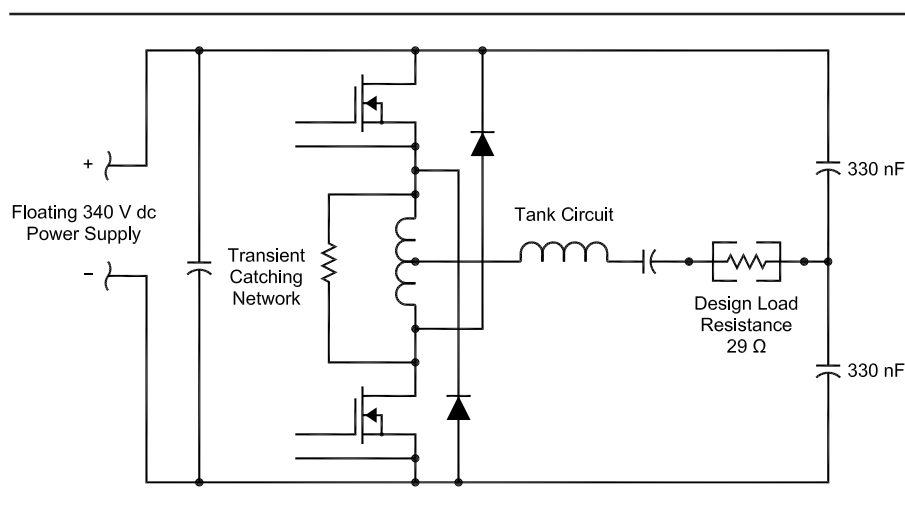 330 nF
+
Floating 340 V dc
Power Supply
–
Transient
Catching
Network
Tank Circuit
Design Load
Resistance
29 Ω
330 nF